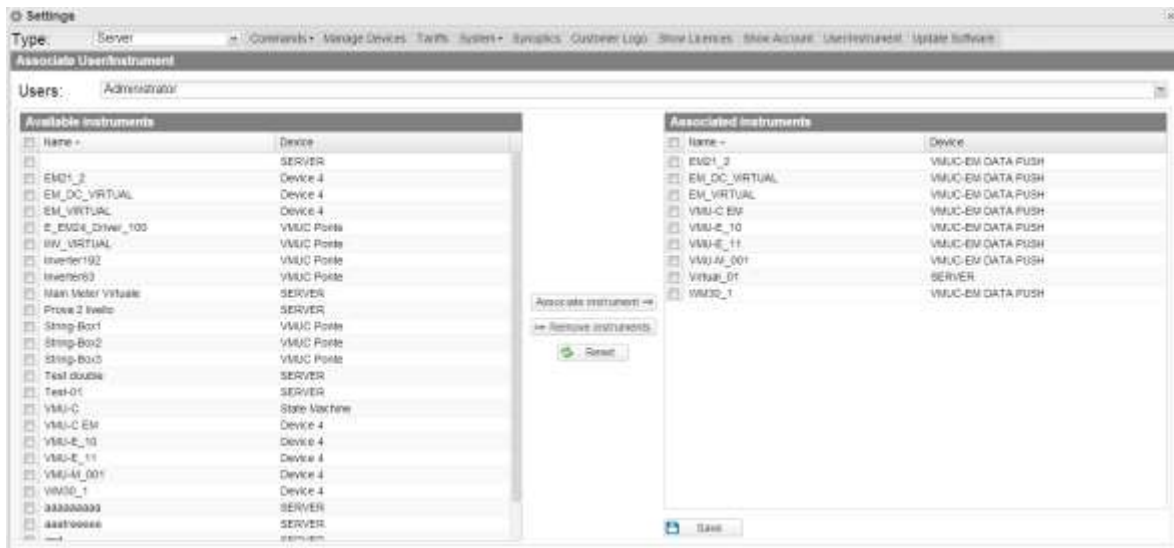 Settings
Type: Server Commands Manage Devices Tariffs System Synoptics Customer Logo Show Licences Show Account User/Instrument Update Software
Associate User/Instrument
Users: Administrator
Available instruments Associated instruments
Name Device Name Device
SERVER EM21_2 VMUC-EM DATA PUSH
EM21_2 Device 4 EM_DC_VIRTUAL VMUC-EM DATA PUSH
EM_DC_VIRTUAL Device 4 EM_VIRTUAL VMUC-EM DATA PUSH
EM_VIRTUAL Device 4 VMU-C EM VMUC-EM DATA PUSH
E_EM24_Driver_100 VMUC Ponte VMU-E_10 VMUC-EM DATA PUSH
INV_VIRTUAL VMUC Ponte VMU-E_11 VMUC-EM DATA PUSH
Inverter192 VMUC Ponte VMU-M_001 VMUC-EM DATA PUSH
Inverter63 VMUC Ponte Virtual_01 SERVER
Main Meter Virtuale SERVER WM30_1 VMUC-EM DATA PUSH
Prova 2 livello SERVER
String-Box1 VMUC Ponte
String-Box2 VMUC Ponte
String-Box3 VMUC Ponte
Test double SERVER
Test-01 SERVER
VMU-C State Machine
VMU-C EM Device 4
VMU-E_10 Device 4
VMU-E_11 Device 4
VMU-M_001 Device 4
WM30_1 Device 4
SERVER
SERVER
Associate instrument
Remove instruments
Reset
Save